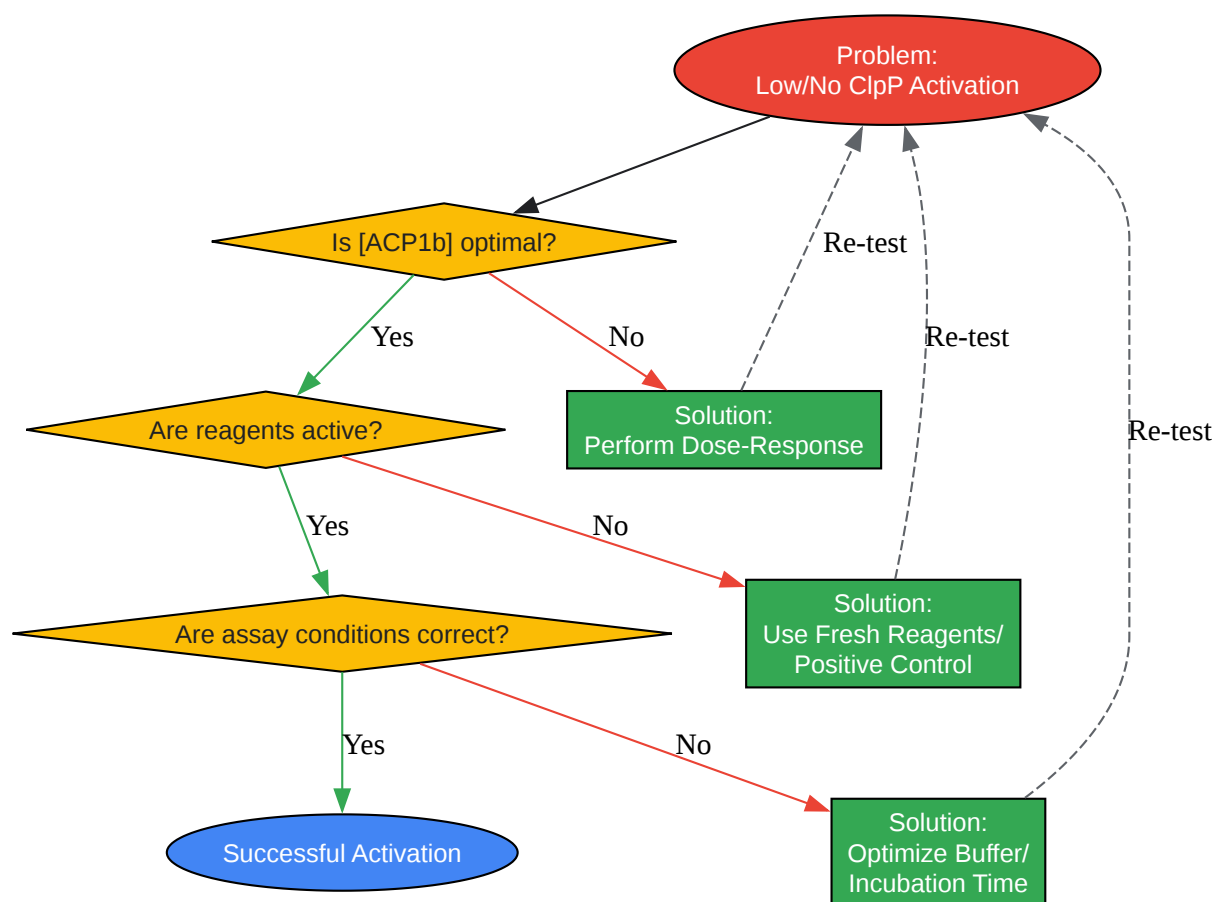 Problem:
Low/No ClpP Activation
Is [ACP1b] optimal?
Re-test
Yes
No
Re-test
Are reagents active?
Solution:
Perform Dose-Response
Re-test
Yes
No
Solution:
Use Fresh Reagents/
Positive Control
Are assay conditions correct?
Yes
No
Successful Activation
Solution:
Optimize Buffer/
Incubation Time